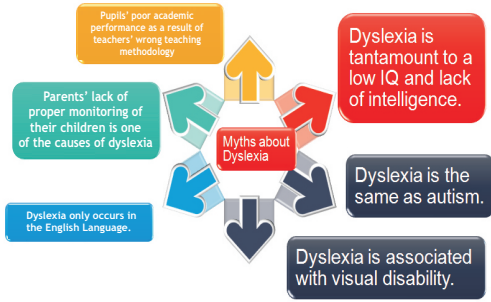 Pupils' poor academic
performance as a result of
teachers' wrong teaching
methodology
Dyslexia is
tantamount to a
low IQ and lack
of intelligence.
Parents' lack of
proper monitoring of
their children is one
of the causes of dyslexia
Myths about
Dyslexia
Dyslexia is the
same as autism.
Dyslexia only occurs in
the English Language.
Dyslexia is associated
with visual disability.